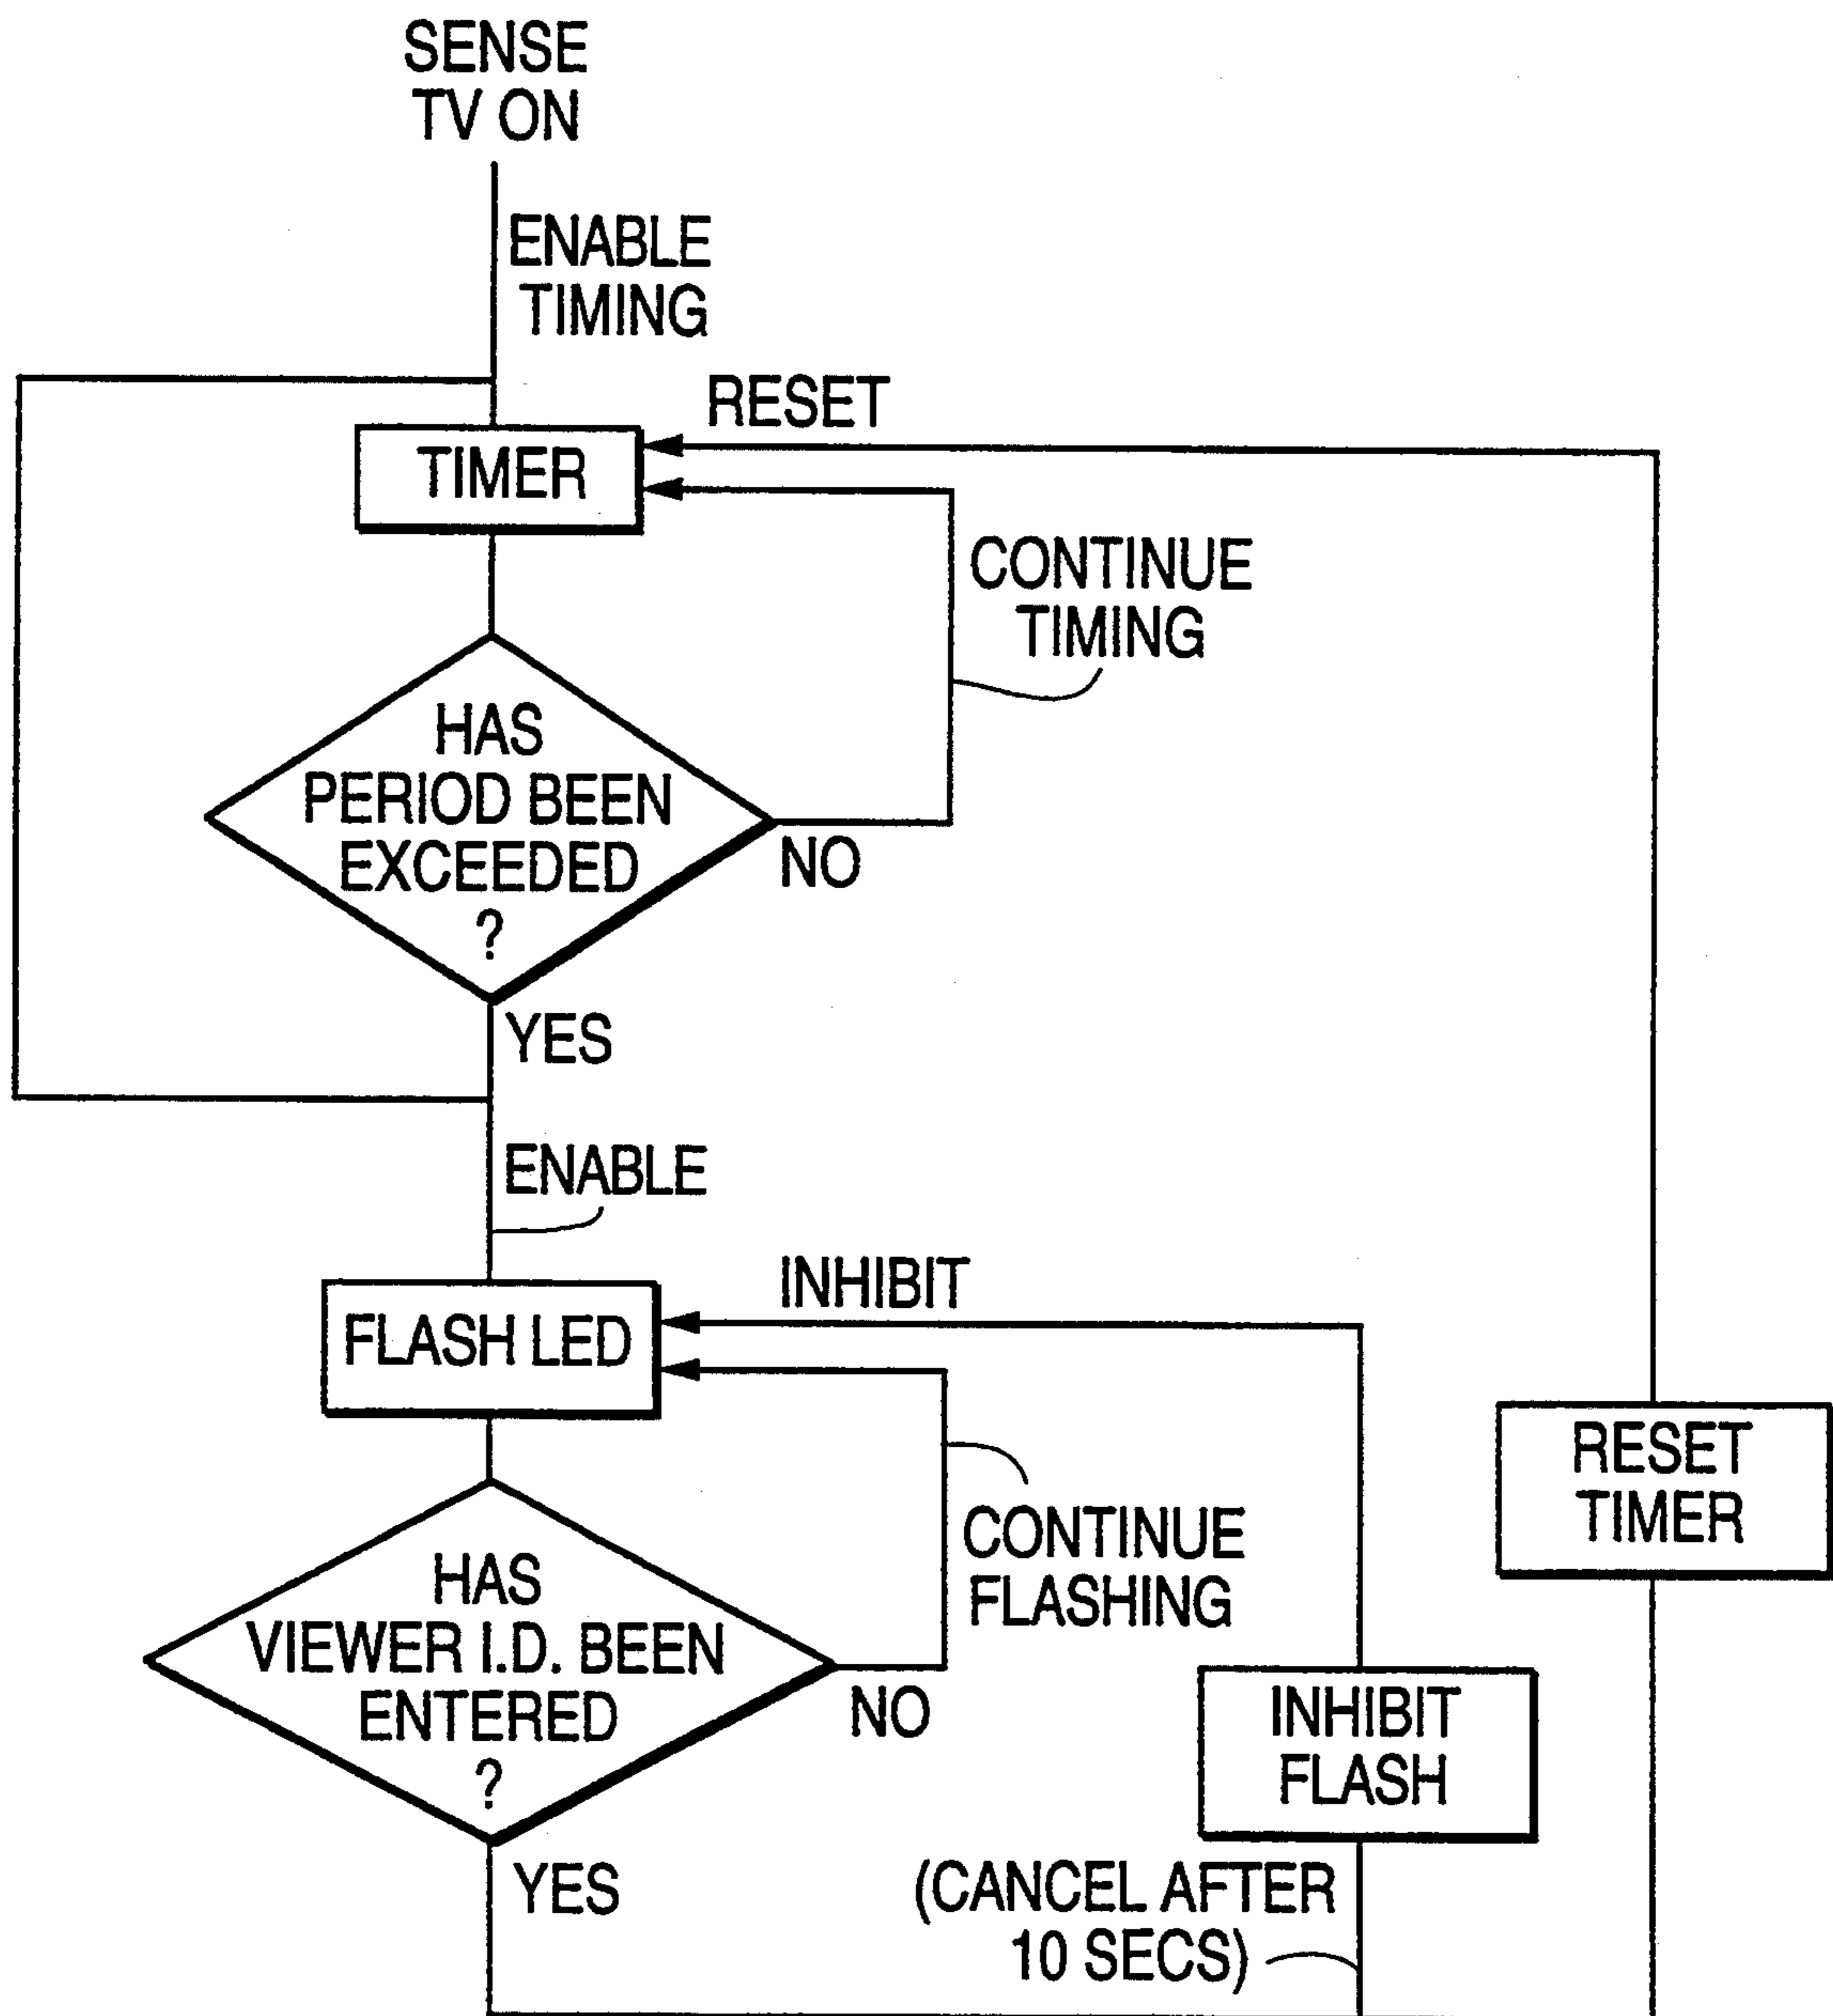 SENSE
TV ON
ENABLE
TIMING
RESET
TIMER
CONTINUE
TIMING
HAS
PERIOD BEEN
EXCEEDED
?
NO
YES
ENABLE
INHIBIT
FLASH LED
RESET
TIMER
CONTINUE
FLASHING
HAS
VIEWER I.D. BEEN
ENTERED
?
NO
INHIBIT
FLASH
YES
(CANCEL AFTER
10 SECS)